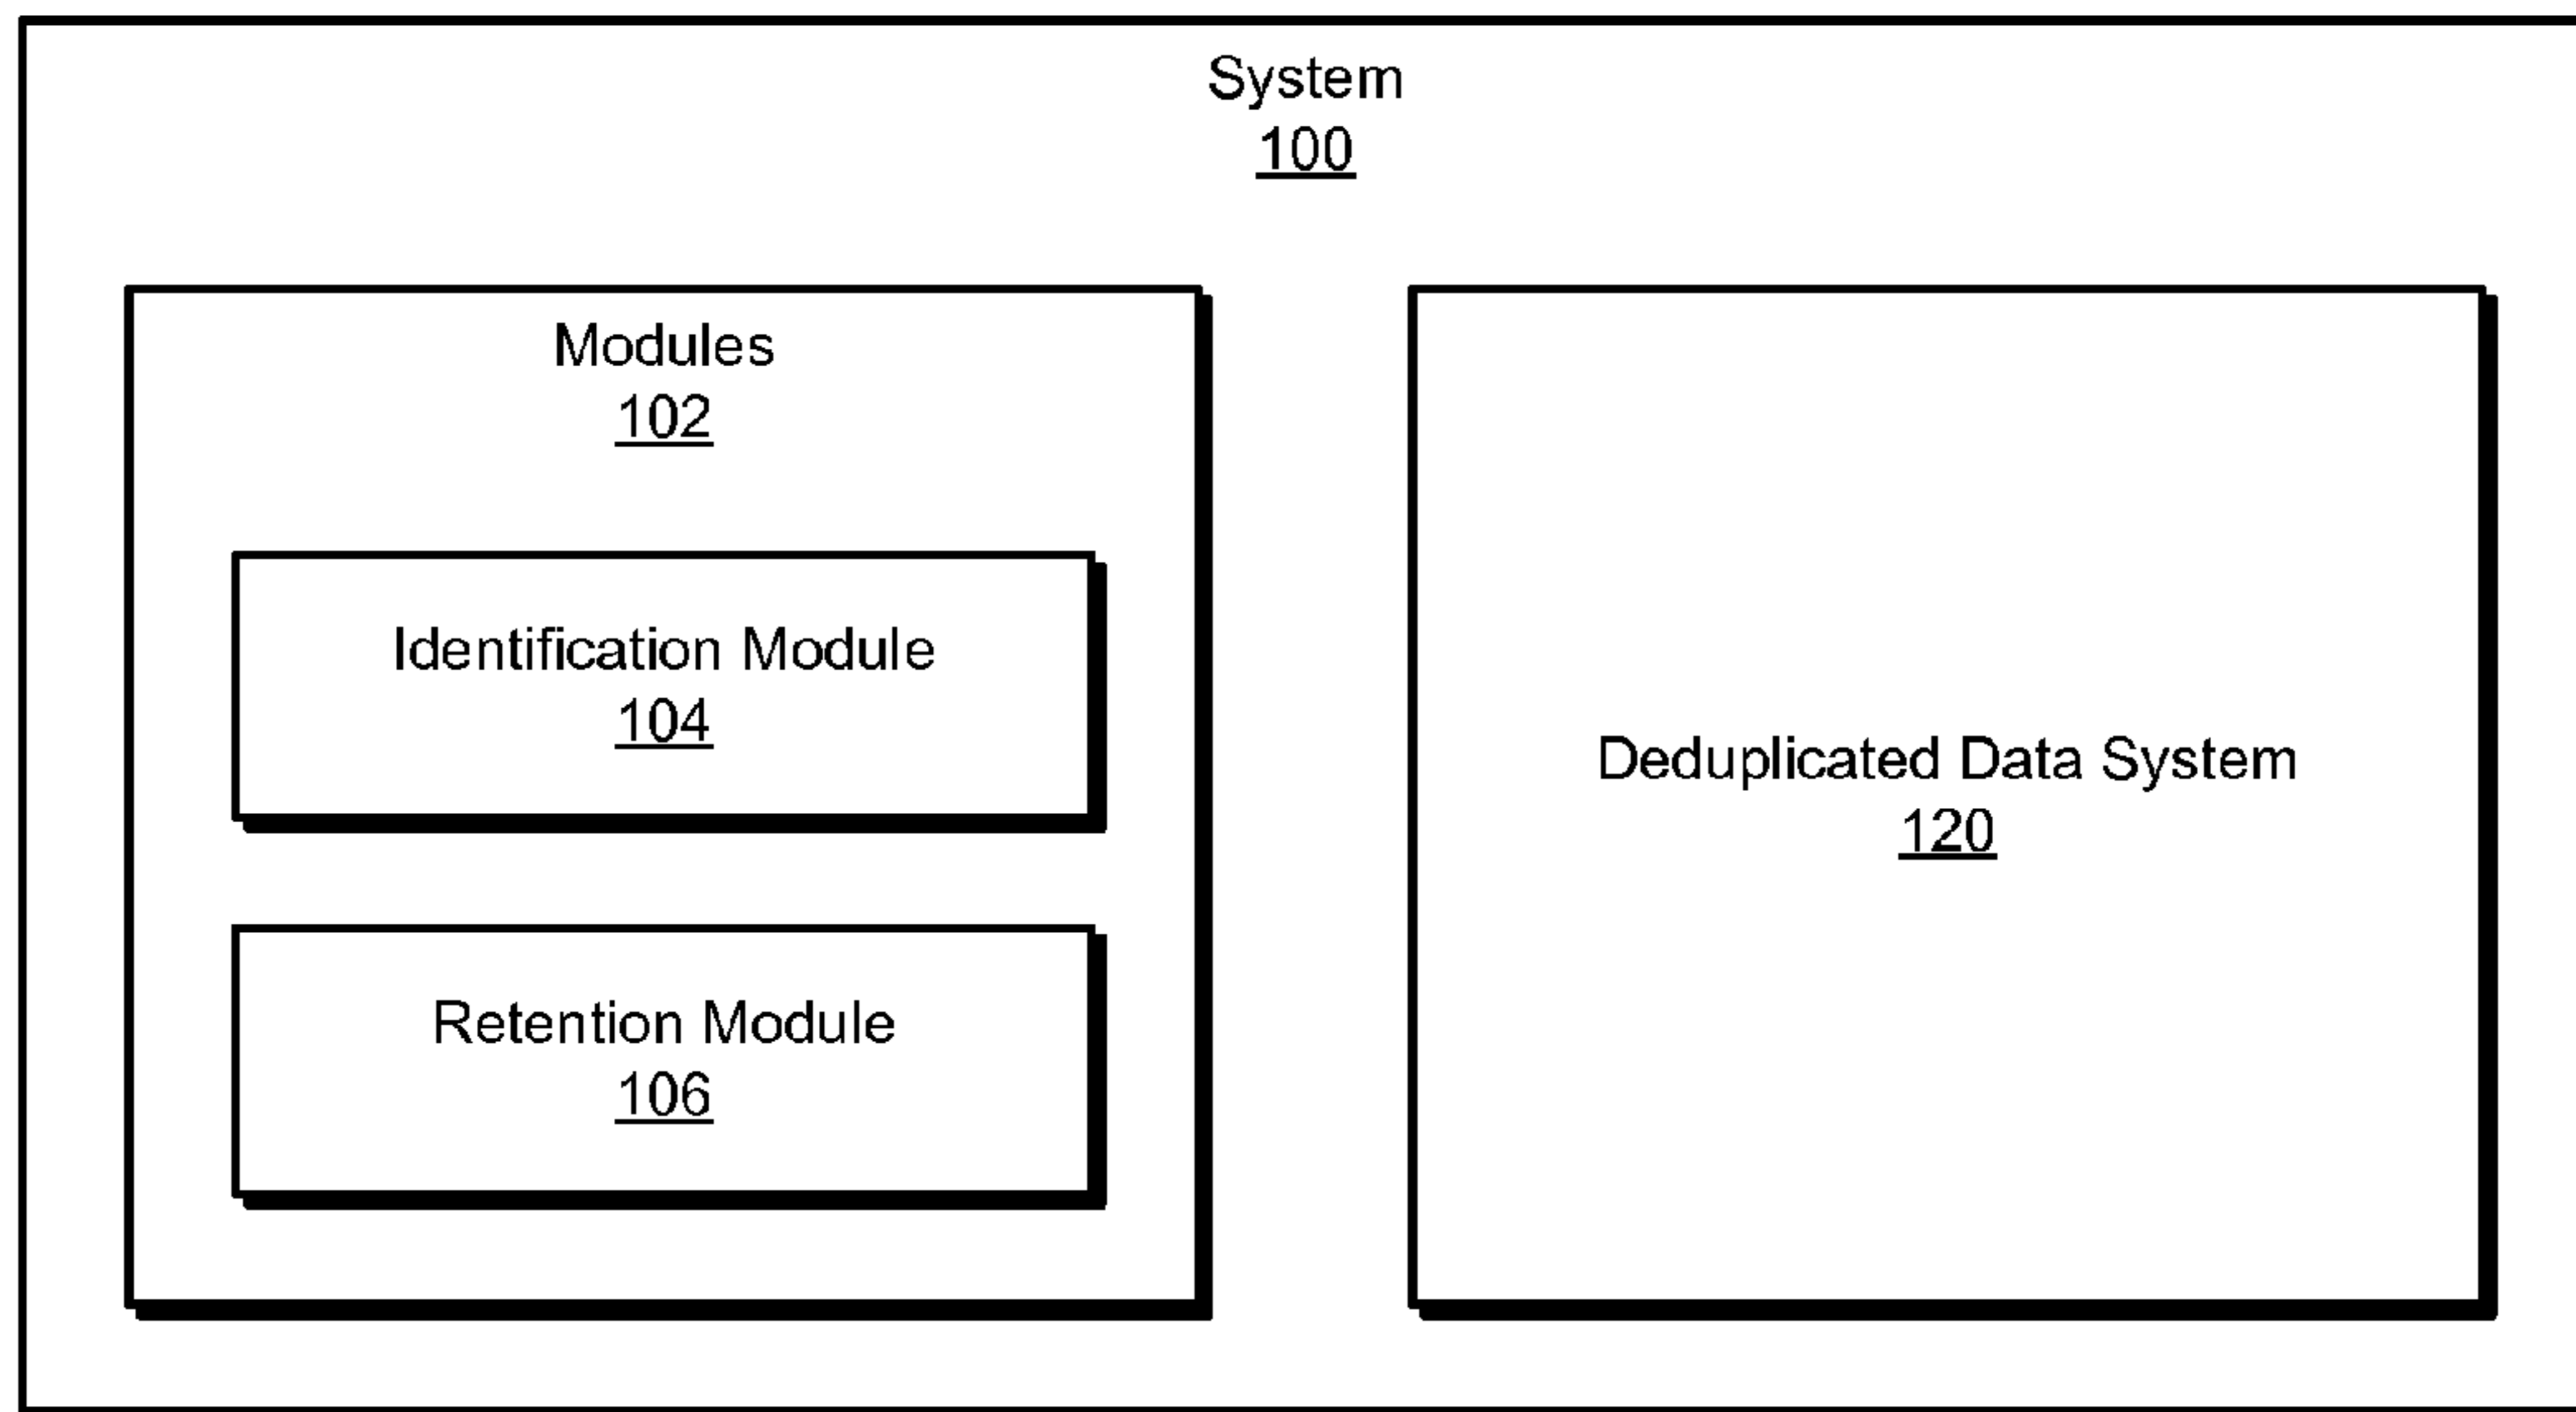 System
100
Modules
102
Identification Module
104
Retention Module
106
Deduplicated Data System
120